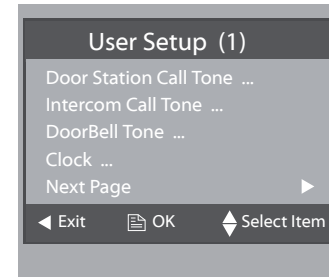 User Setup (1)
Door Station Call Tone ...
Intercom Call Tone ...
DoorBell Tone ...
Clock ...
Next Page
Exit OK Select Item